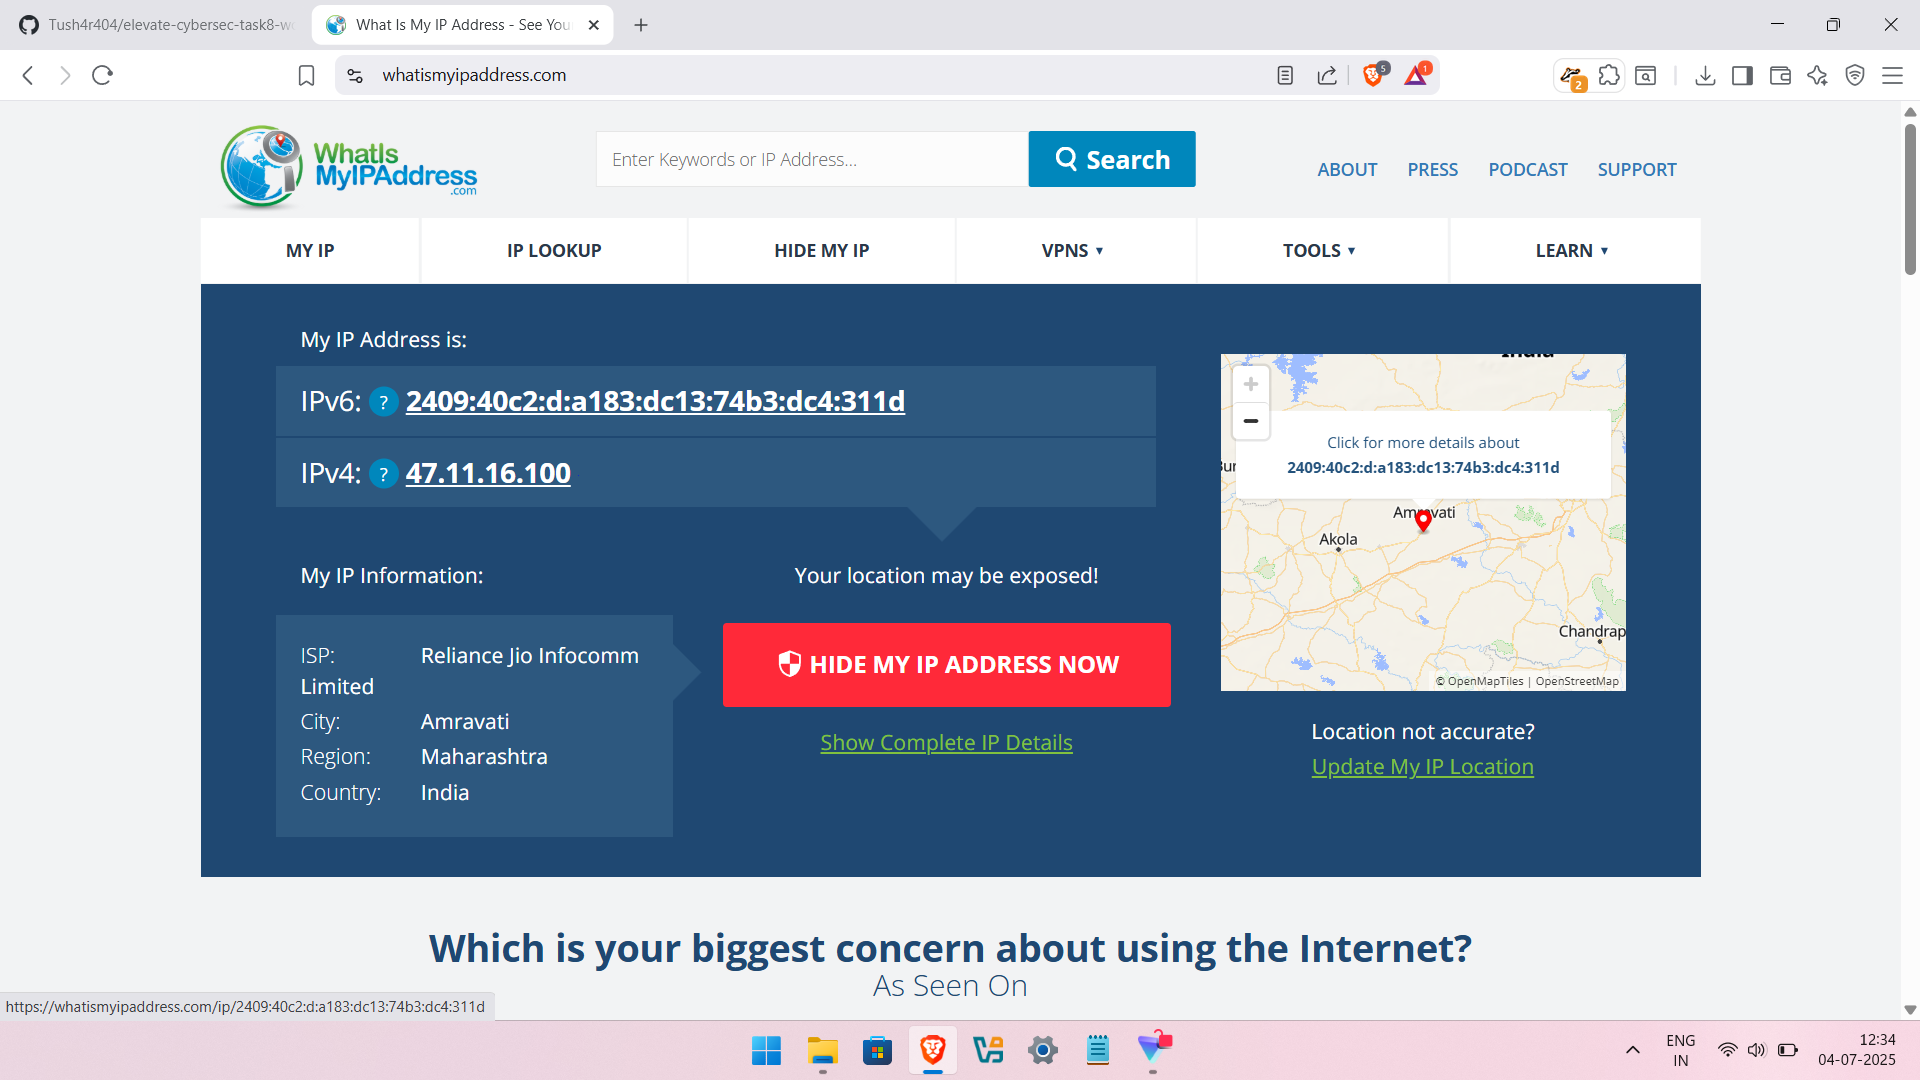 Tush4r404/elevate-cybersec-task8-w
What Is My IP Address - See You
whatismyipaddress.com
5
1
2
WhatIs
MyIPAddress
.com
Enter Keywords or IP Address...
Search
ABOUT
PRESS
PODCAST
SUPPORT
MY IP
IP LOOKUP
HIDE MY IP
VPNS ▼
TOOLS ▼
LEARN ▼
My IP Address is:
IPv6: ? 2409:40c2:d:a183:dc13:74b3:dc4:311d
IPv4: ? 47.11.16.100
My IP Information:
ISP: Reliance Jio Infocomm
Limited
City: Amravati
Region: Maharashtra
Country: India
Your location may be exposed!
HIDE MY IP ADDRESS NOW
Show Complete IP Details
India
+
−
Click for more details about
2409:40c2:d:a183:dc13:74b3:dc4:311d
Amravati
Akola
Chandrap
© OpenMapTiles | OpenStreetMap
Location not accurate?
Update My IP Location
Which is your biggest concern about using the Internet?
As Seen On
https://whatismyipaddress.com/ip/2409:40c2:d:a183:dc13:74b3:dc4:311d
ENG
IN
12:34
04-07-2025